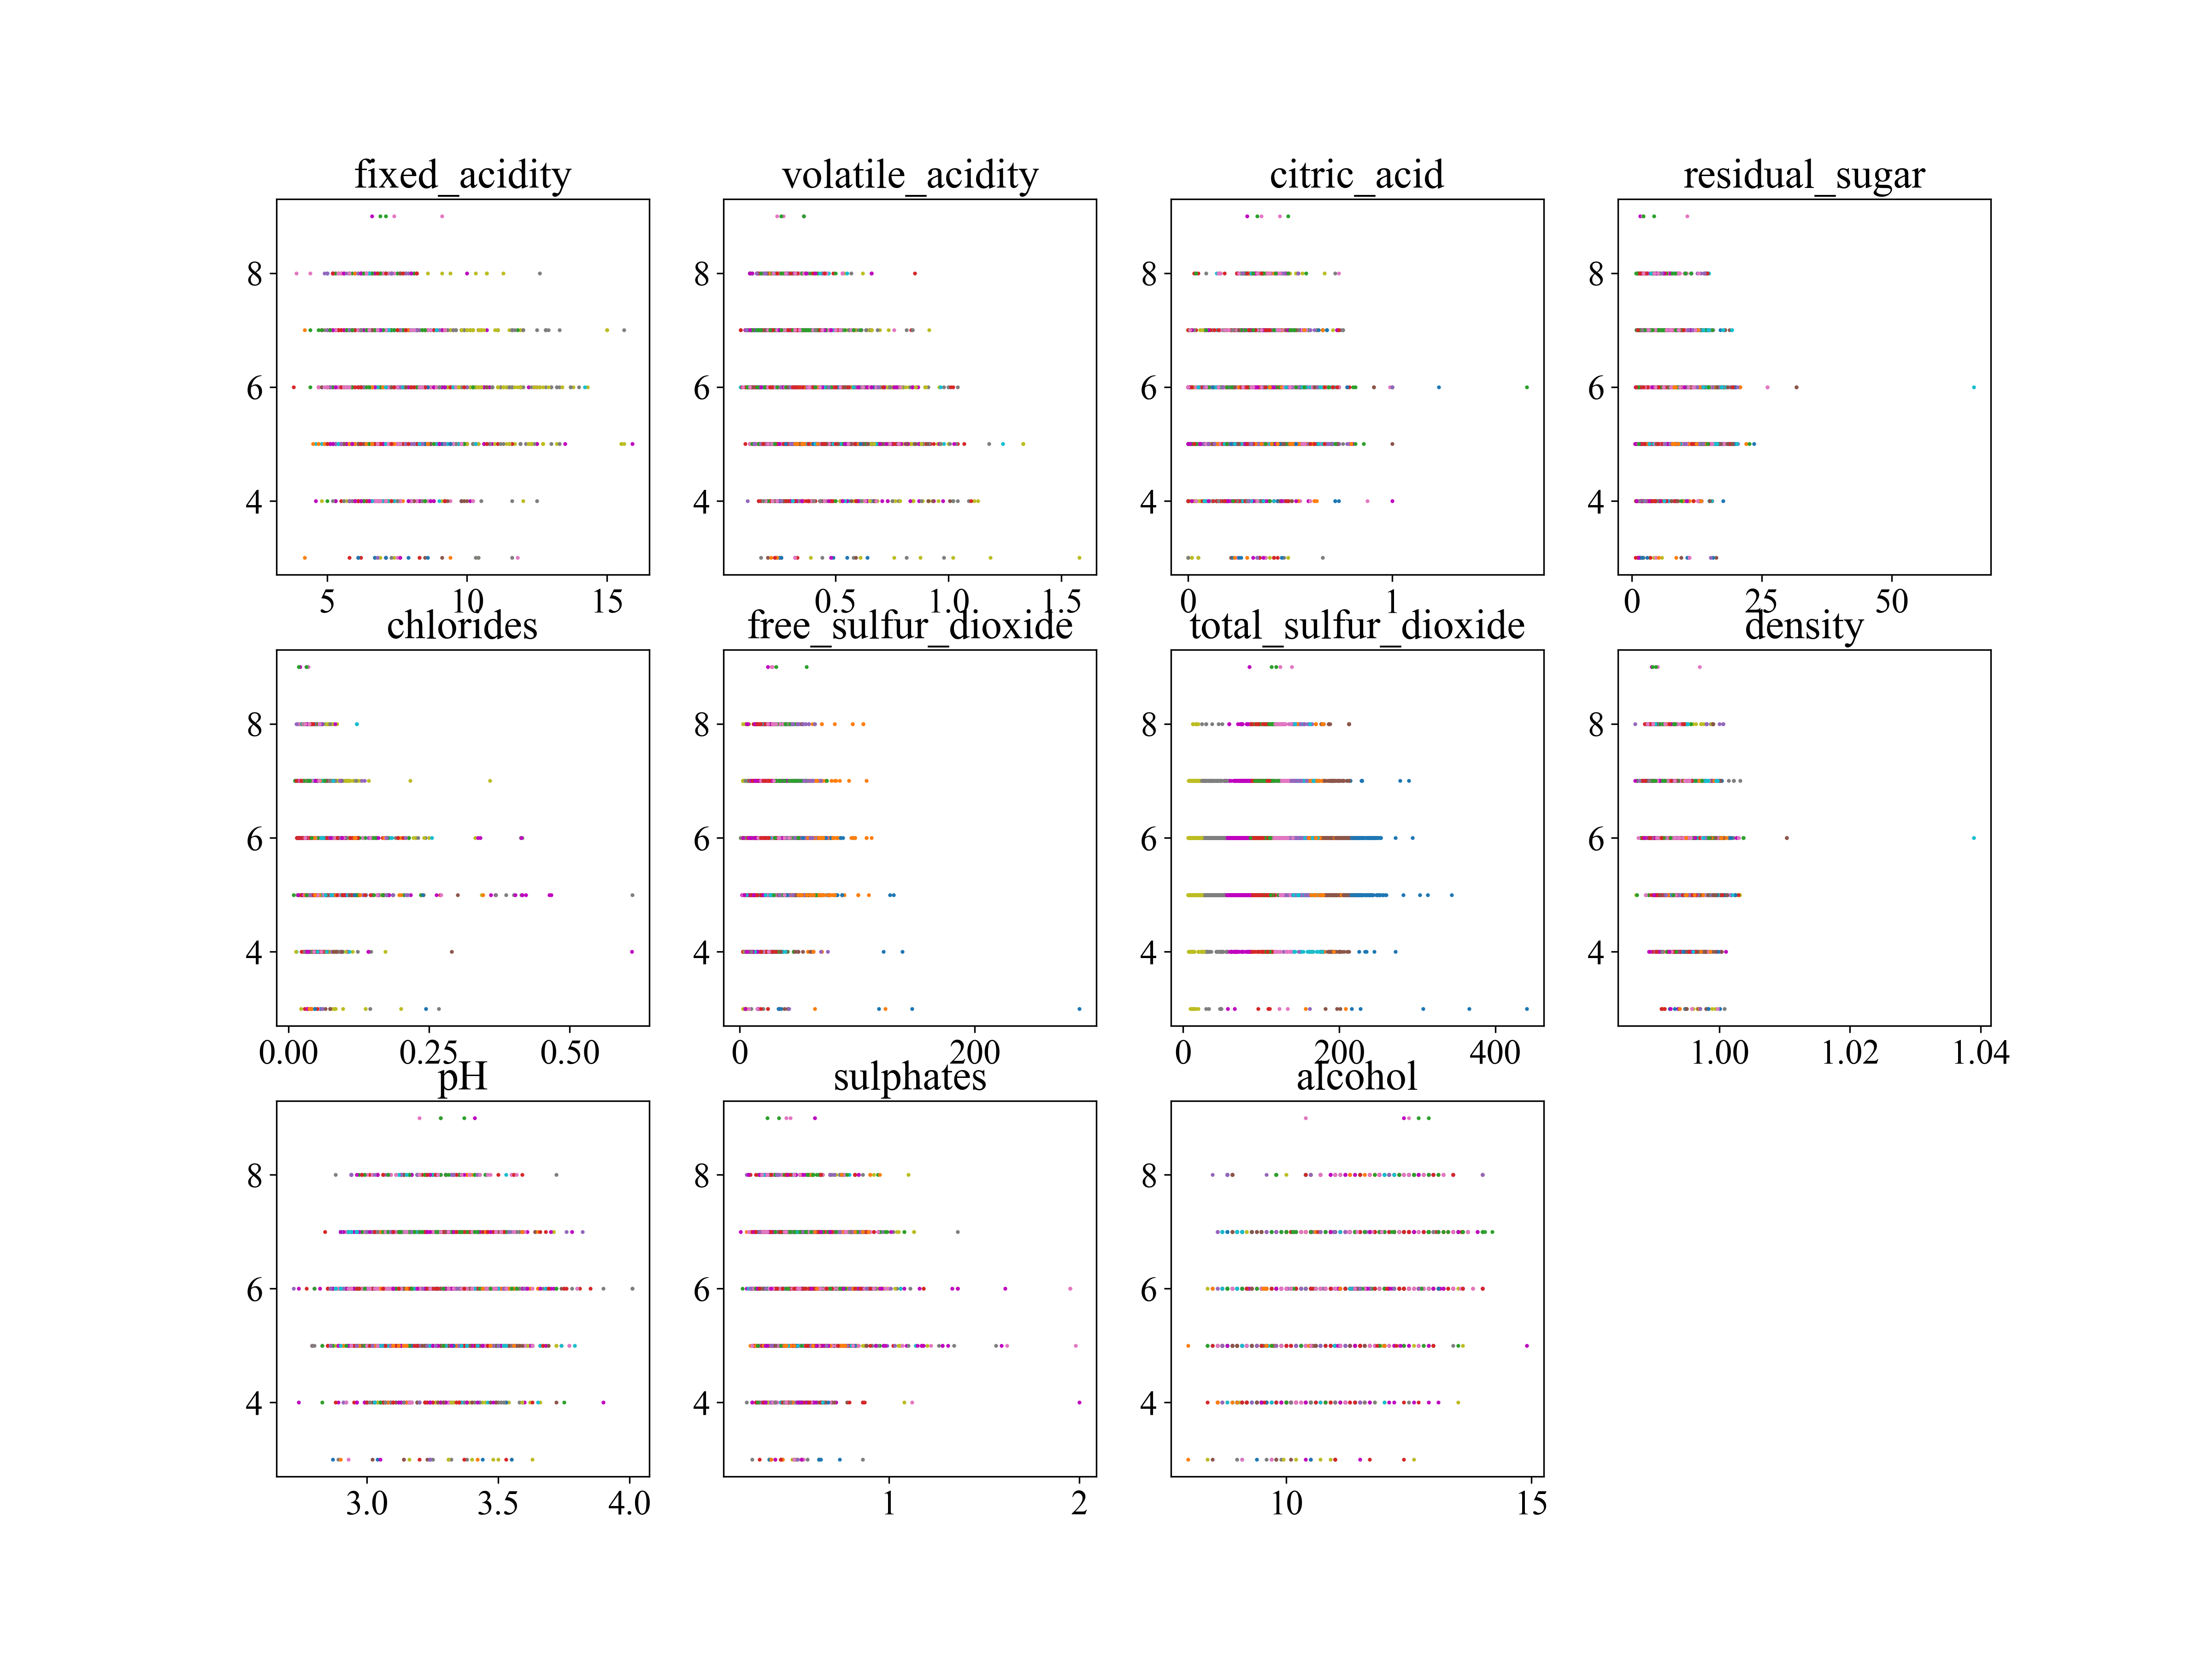 fixed_acidity volatile_acidity citric_acid residual_sugar
8 8 8 8
6 6 6 6
4 4 4 4
5 10 15 0.5 1.0 1.5 0 1 0 25 50
chlorides free_sulfur_dioxide total_sulfur_dioxide density
8 8 8 8
6 6 6 6
4 4 4 4
0.00 0.25 0.50 0 200 0 200 400 1.00 1.02 1.04
pH sulphates alcohol
8 8 8
6 6 6
4 4 4
3.0 3.5 4.0 1 2 10 15